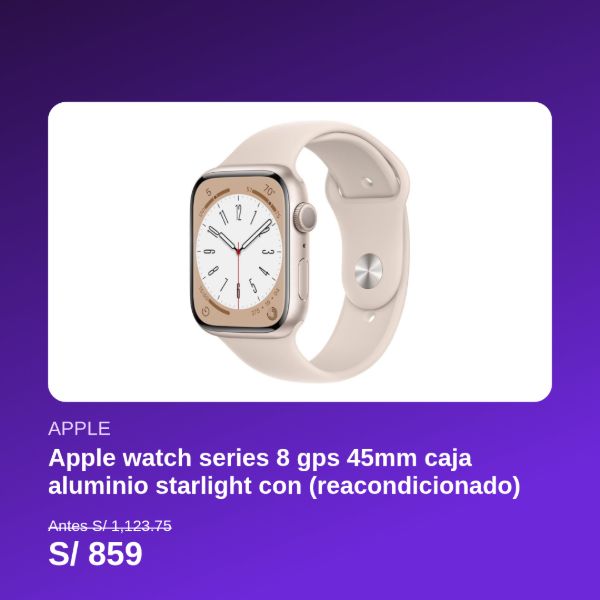 APPLE
Apple watch series 8 gps 45mm caja
aluminio starlight con (reacondicionado)
Antes S/ 1,123.75
S/ 859